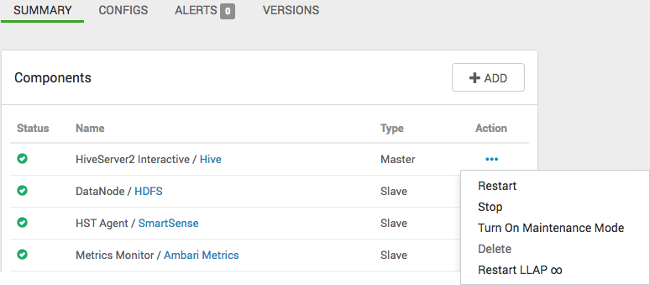 SUMMARY CONFIGS ALERTS 0 VERSIONS
Components
+ ADD
Status Name Type Action
HiveServer2 Interactive / Hive Master •••
DataNode / HDFS Slave
HST Agent / SmartSense Slave
Metrics Monitor / Ambari Metrics Slave
Restart
Stop
Turn On Maintenance Mode
Delete
Restart LLAP ∞